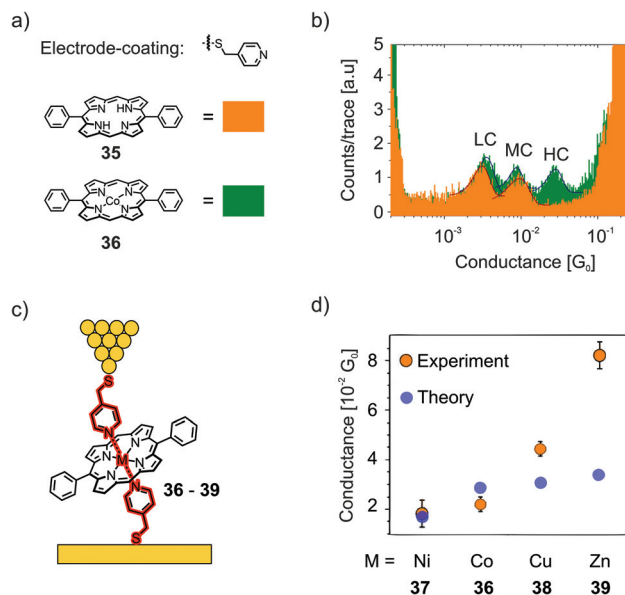 a)
Electrode-coating:
S
N
N
HN
NH
N
=
35
N
N
Co
N
N
=
36
b)
Counts/trace [a.u]
5
4
3
2
1
0
LC
MC
HC
10⁻³
10⁻²
10⁻¹
Conductance [G₀]
c)
S
N
N
N
M
N
N
N
S
36 - 39
d)
Conductance [10⁻² G₀]
8
6
4
2
Experiment
Theory
M = Ni Co Cu Zn
37 36 38 39